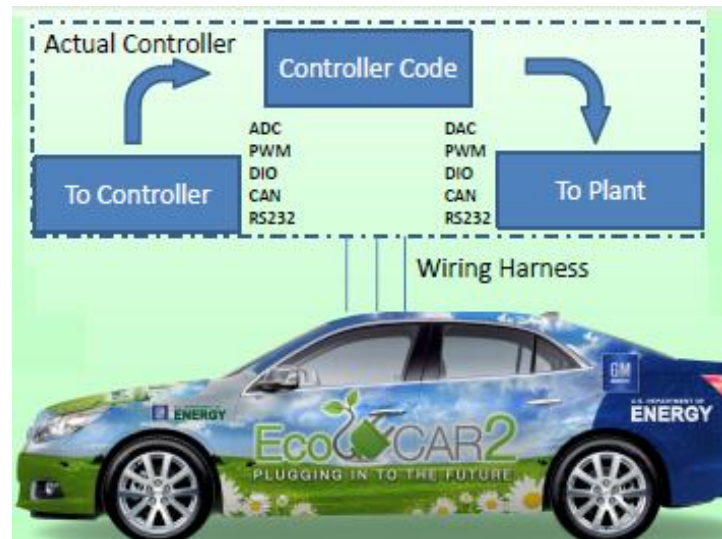 Actual Controller
Controller Code
ADC
PWM
DIO
CAN
RS232
DAC
PWM
DIO
CAN
RS232
To Controller
To Plant
Wiring Harness
GM
U.S. DEPARTMENT OF
ENERGY
ENERGY
EcoCAR2
PLUGGING IN TO THE FUTURE